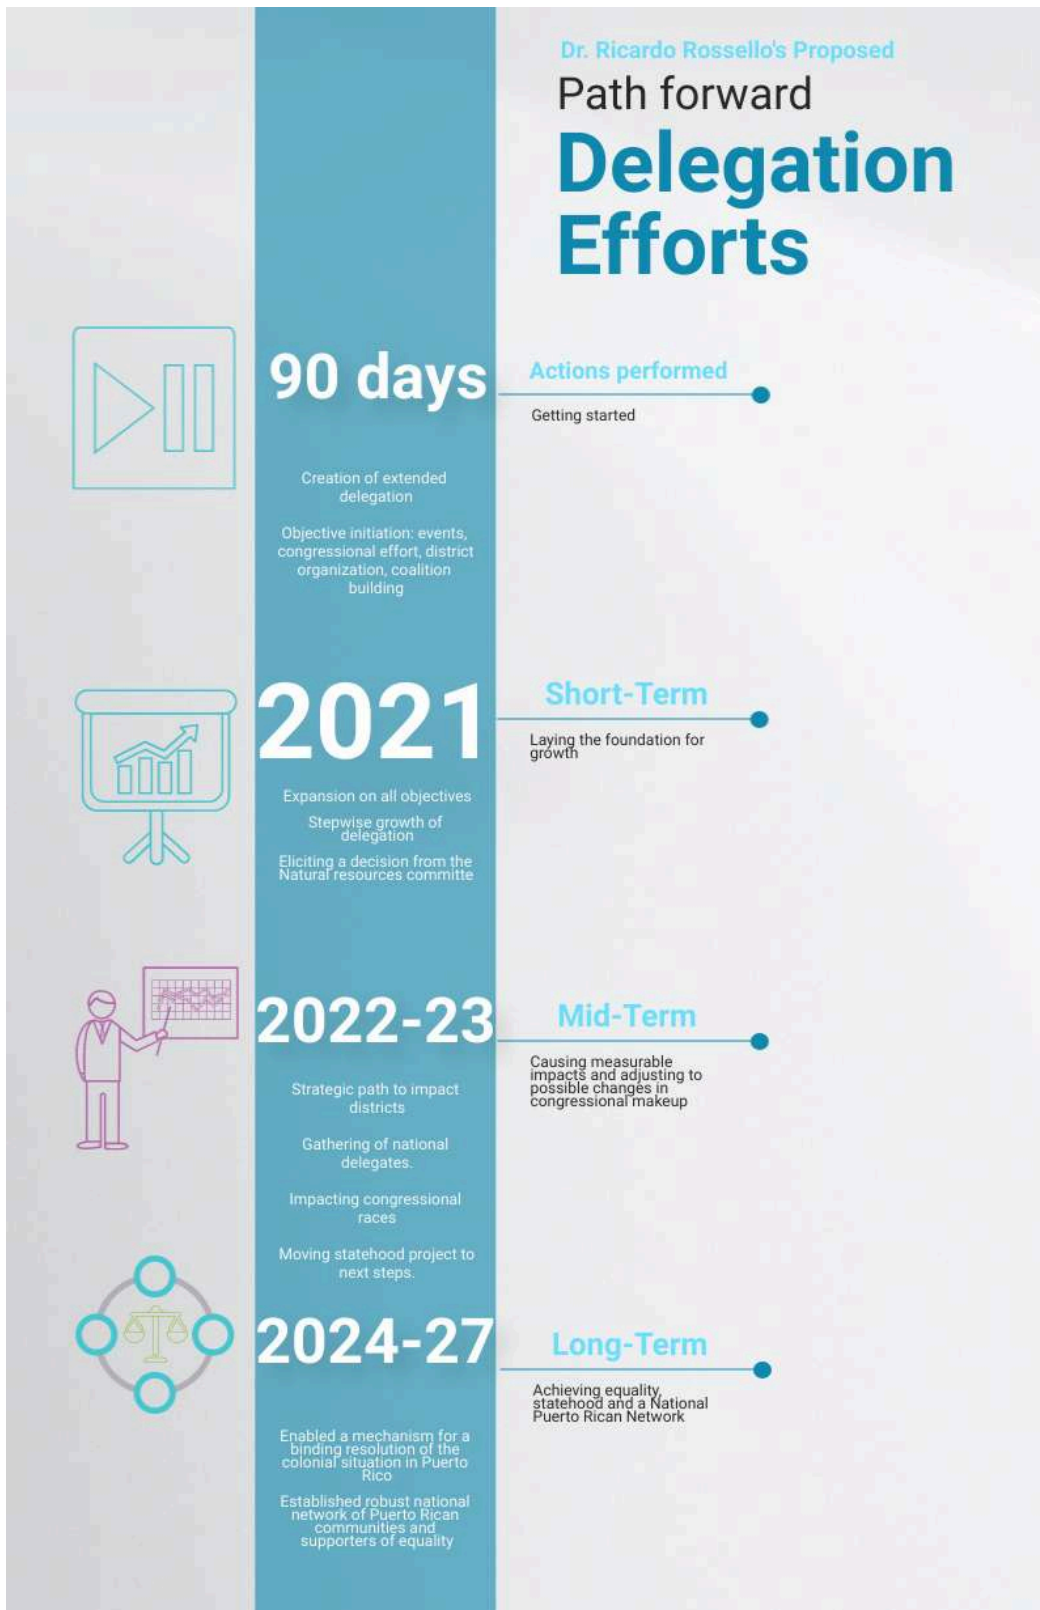 Dr. Ricardo Rossello's Proposed
Path forward
Delegation
Efforts
90 days
Actions performed
Getting started
Creation of extended
delegation
Objective initiation: events,
congressional effort, district
organization, coalition
building
2021
Short-Term
Laying the foundation for
growth
Expansion on all objectives
Stepwise growth of
delegation
Eliciting a decision from the
Natural resources committe
2022-23
Mid-Term
Causing measurable
impacts and adjusting to
possible changes in
congressional makeup
Strategic path to impact
districts
Gathering of national
delegates.
Impacting congressional
races
Moving statehood project to
next steps.
2024-27
Long-Term
Achieving equality,
statehood and a National
Puerto Rican Network
Enabled a mechanism for a
binding resolution of the
colonial situation in Puerto
Rico
Established robust national
network of Puerto Rican
communities and
supporters of equality